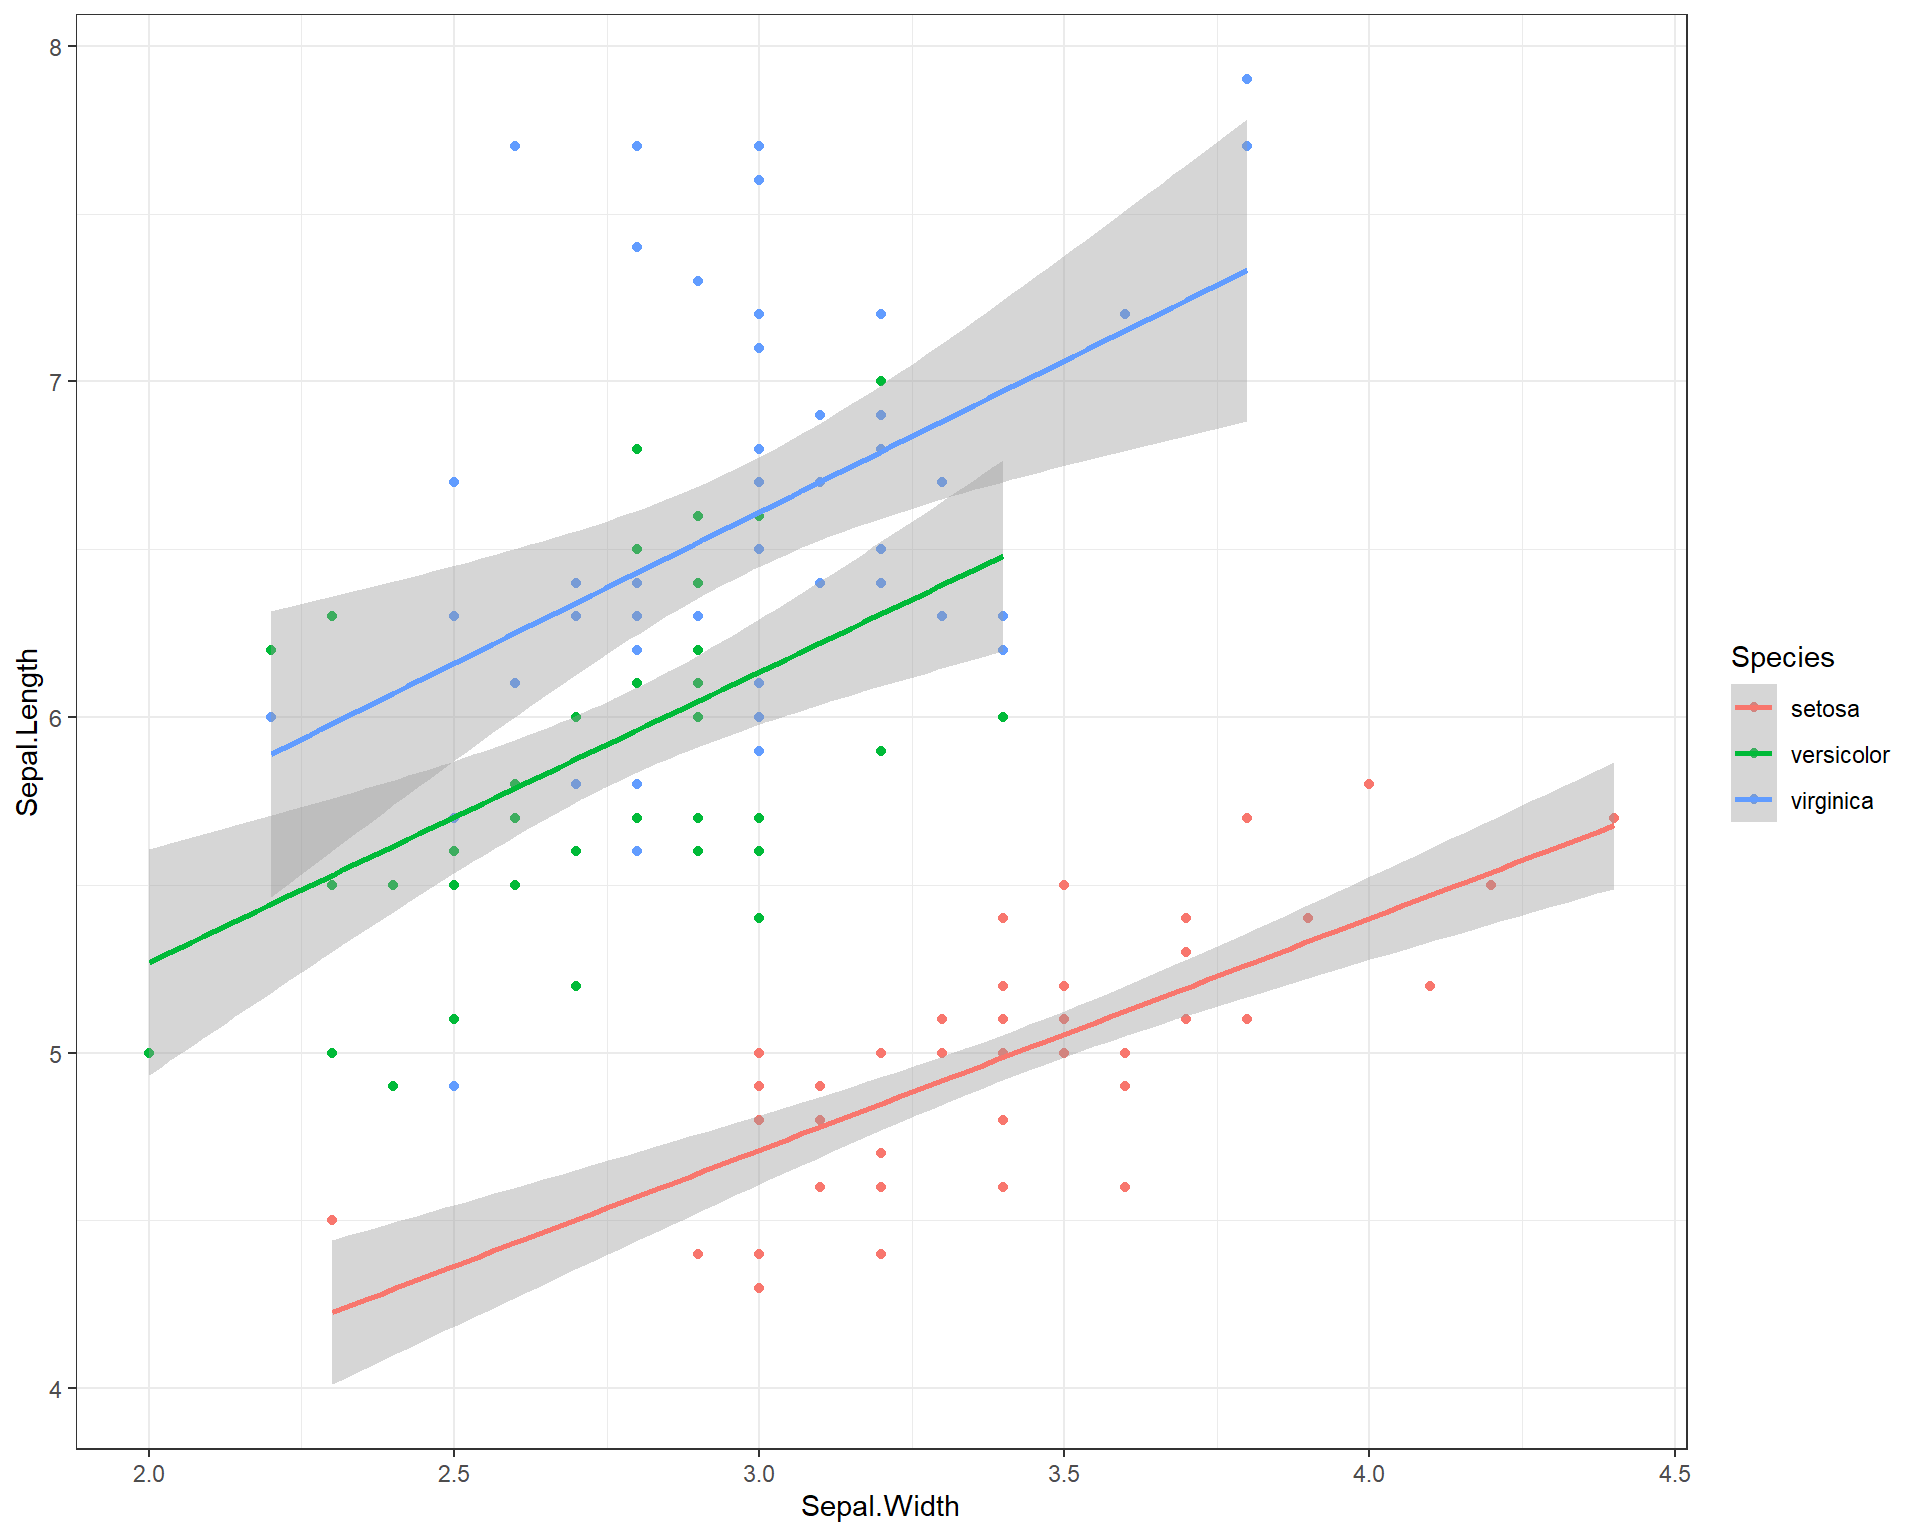 8
7
6
5
4
Sepal.Length
2.0 2.5 3.0 3.5 4.0 4.5
Sepal.Width
Species
setosa
versicolor
virginica